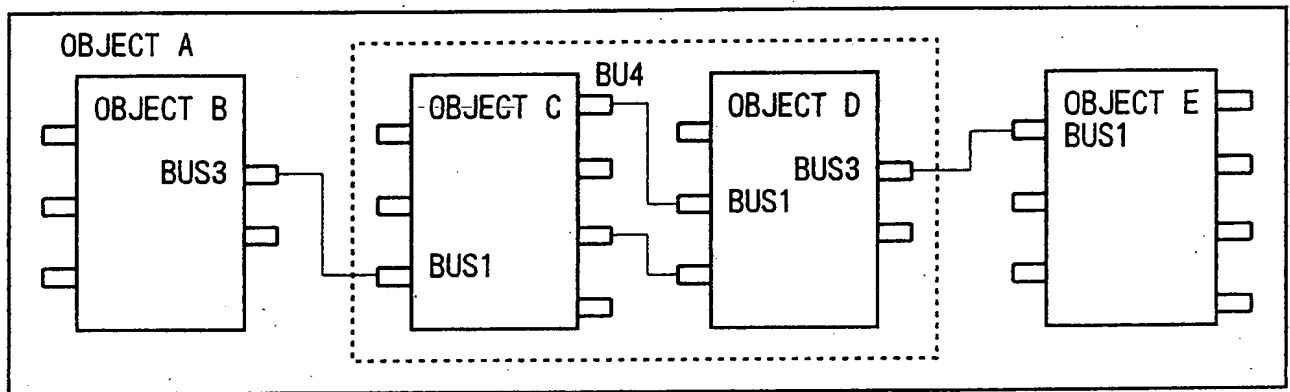 OBJECT A
OBJECT B
BUS3
BU4
OBJECT C
BUS1
OBJECT D
BUS3
BUS1
OBJECT E
BUS1